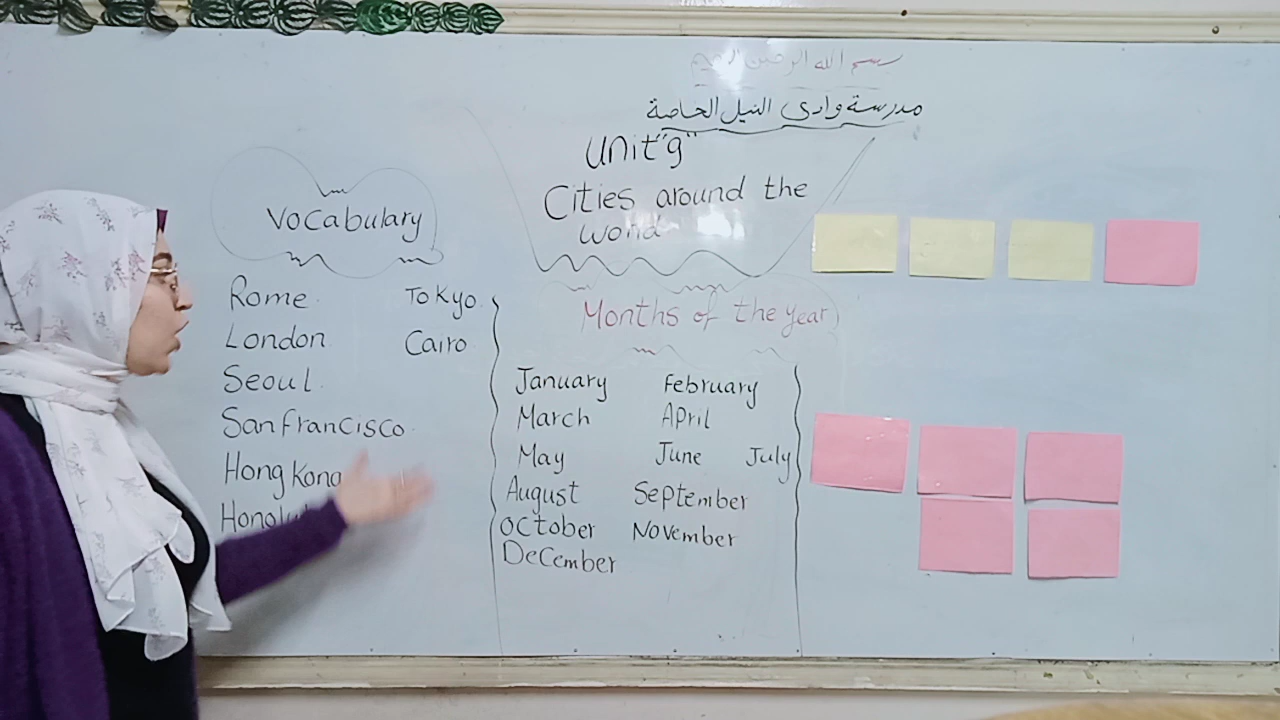 بسم الله الرحمن الرحيم
مدرسة وادى النيل الخاصة
Unit "9"
Cities around the
world
Vocabulary
Rome Tokyo
London Cairo
Seoul
San Francisco
Hong Kong
Months of the year
January February
March April
May June July
August September
October November
December